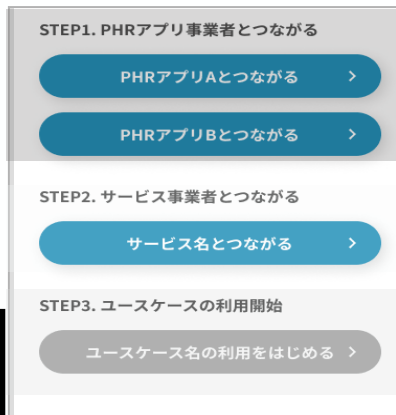 STEP1. PHRアプリ事業者とつながる
PHRアプリAとつながる
PHRアプリBとつながる
STEP2. サービス事業者とつながる
サービス名とつながる
STEP3. ユースケースの利用開始
ユースケース名の利用をはじめる